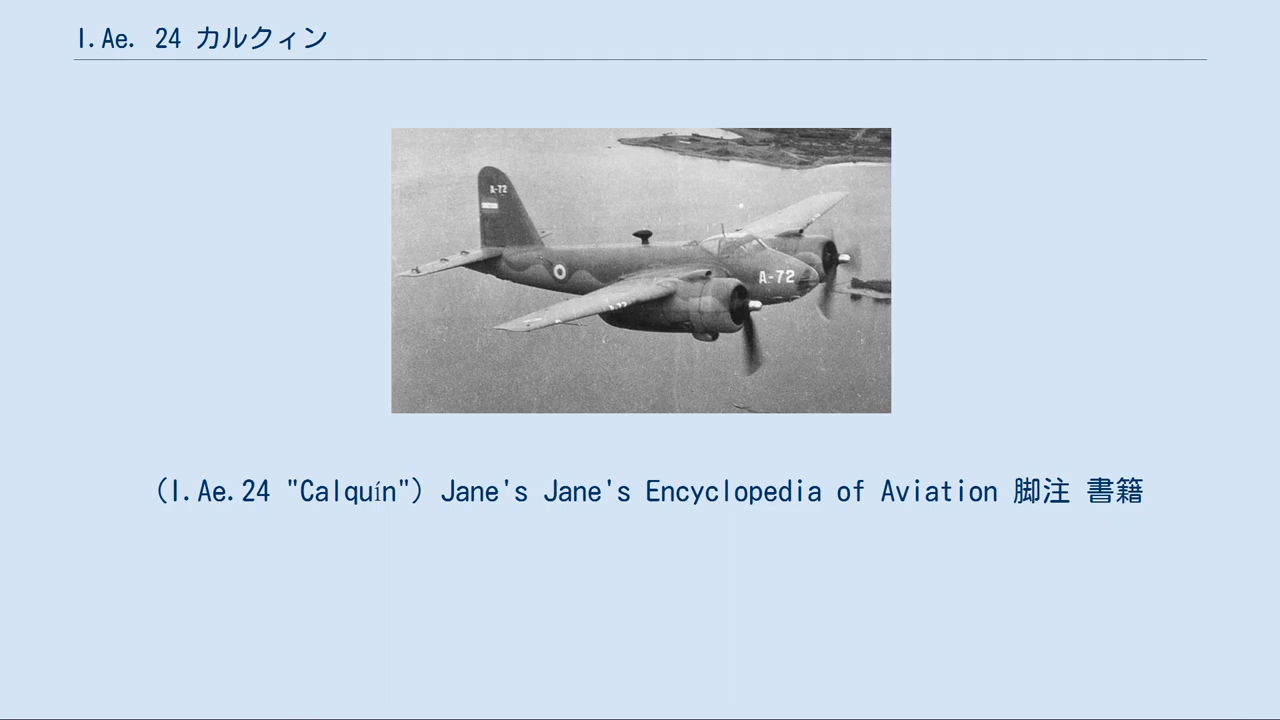 I.Ae. 24 カルクィン
A-72
A-72
(I.Ae.24 "Calquín") Jane's Jane's Encyclopedia of Aviation 脚注 書籍